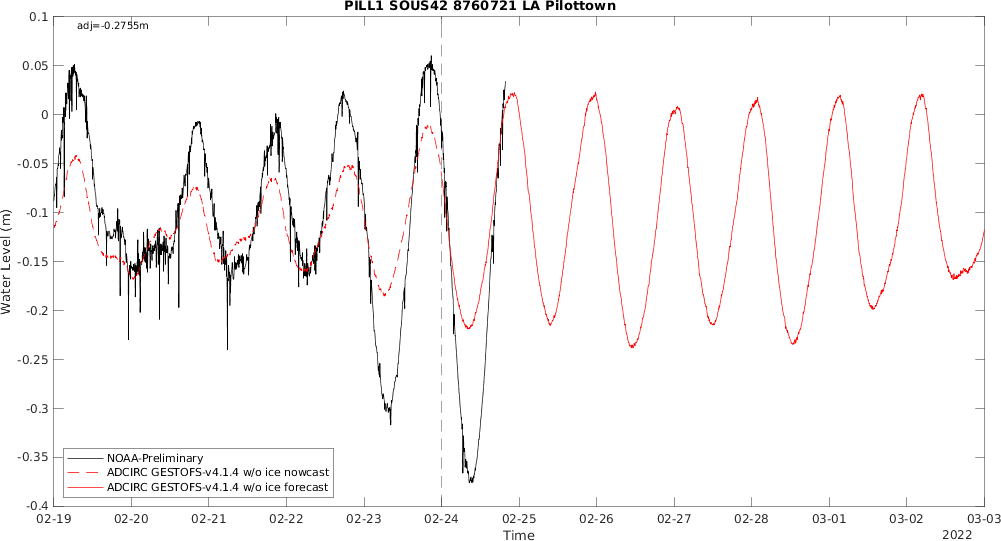 PILL1 SOUS42 8760721 LA Pilottown
adj=-0.2755m
0.1
0.05
0
-0.05
-0.1
-0.15
-0.2
-0.25
-0.3
-0.35
-0.4
Water Level (m)
NOAA-Preliminary
ADCIRC GESTOFS-v4.1.4 w/o ice nowcast
ADCIRC GESTOFS-v4.1.4 w/o ice forecast
02-19 02-20 02-21 02-22 02-23 02-24 02-25 02-26 02-27 02-28 03-01 03-02 03-03
Time
2022